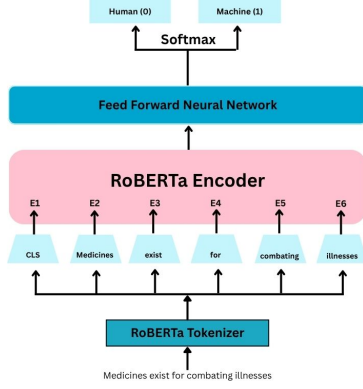 Human (0) Machine (1)
Softmax
Feed Forward Neural Network
RoBERTa Encoder
E1 E2 E3 E4 E5 E6
CLS Medicines exist for combating illnesses
RoBERTa Tokenizer
Medicines exist for combating illnesses